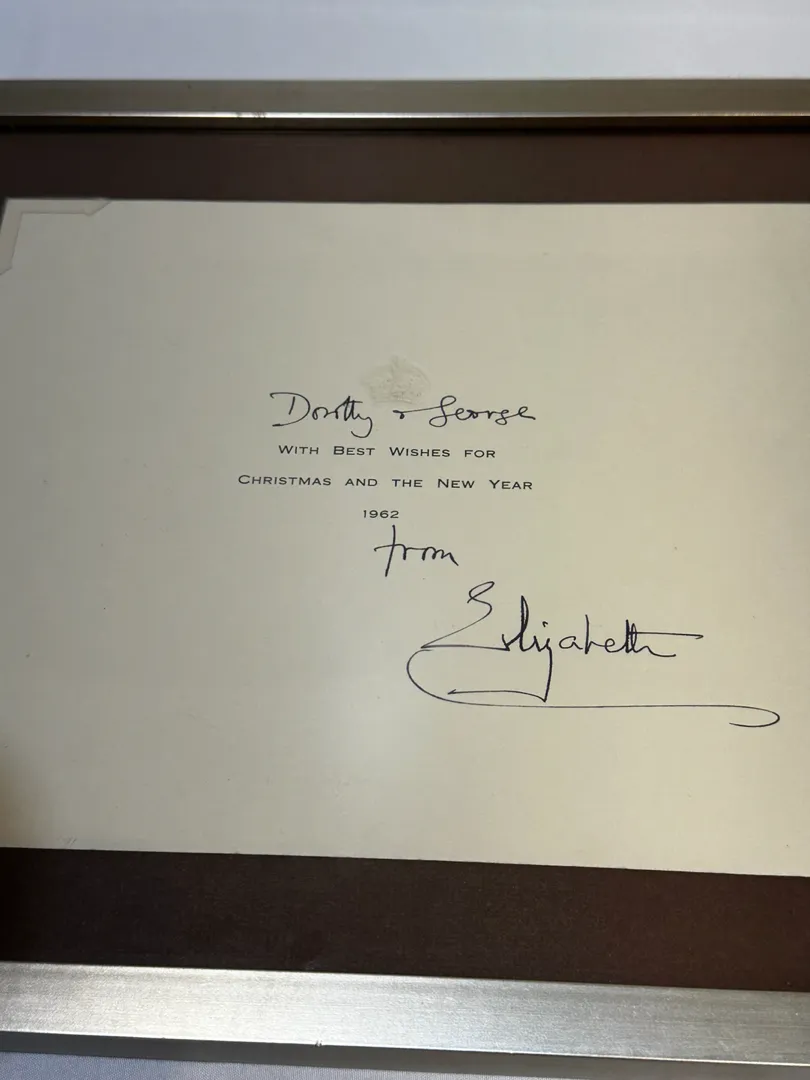 Dorothy & George
WITH BEST WISHES FOR
CHRISTMAS AND THE NEW YEAR
1962
from
Elizabeth